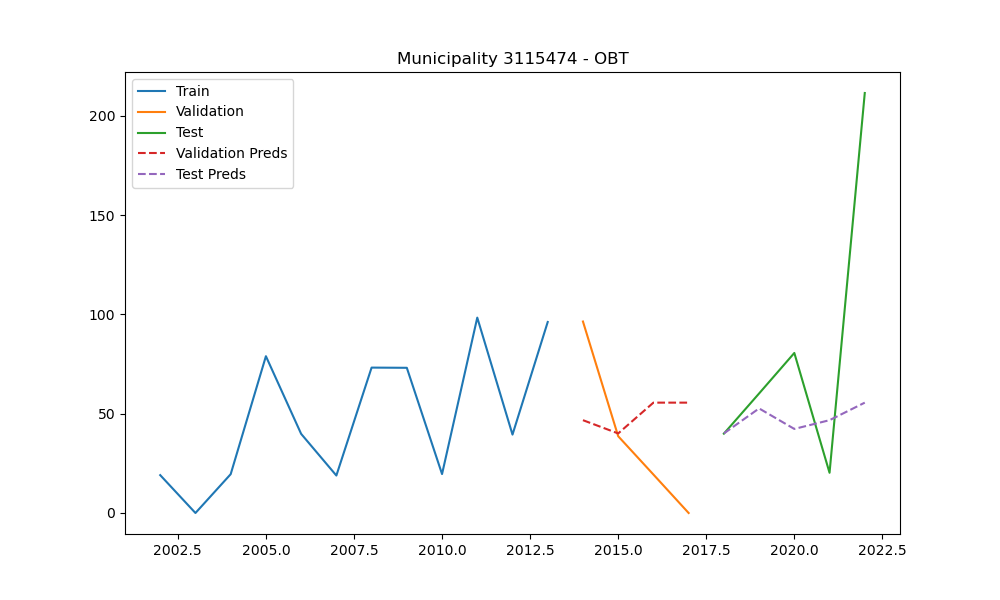 Municipality 3115474 - OBT
Train
Validation
Test
Validation Preds
Test Preds
200
150
100
50
0
2002.5 2005.0 2007.5 2010.0 2012.5 2015.0 2017.5 2020.0 2022.5